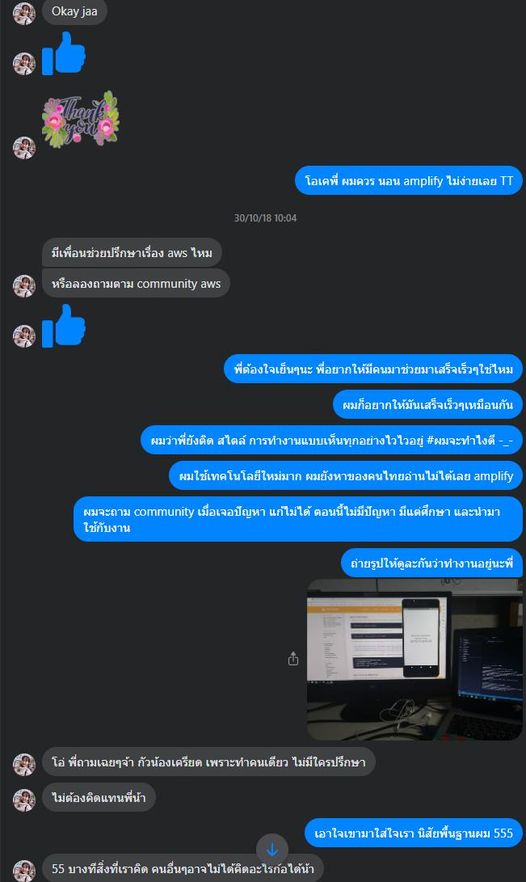 Okay jaa
Thank
you
โอเคพี่ ผมควร นอน amplify ไม่ง่ายเลย TT
30/10/18 10:04
มีเพื่อนช่วยปรึกษาเรื่อง aws ไหม
หรือลองถามตาม community aws
พี่ต้องใจเย็นๆนะ พี่อยากให้มีคนมาช่วยมาเสร็จเร็วๆใช่ไหม
ผมก็อยากให้มันเสร็จเร็วๆเหมือนกัน
ผมว่าพี่ยังติด สไตล์ การทำงานแบบเห็นทุกอย่างไวไวอยู่ #ผมจะทำไงดี -_-
ผมใช้เทคโนโลยีใหม่มาก ผมยังหาของคนไทยอ่านไม่ได้เลย amplify
ผมจะถาม community เมื่อเจอปัญหา แก้ไม่ได้ ตอนนี้ไม่มีปัญหา มีแต่ศึกษา และนำมา
ใช้กับงาน
ถ่ายรูปให้ดูละกันว่าทำงานอยู่นะพี่
โอ๋ พี่ถามเฉยๆจ้า กัวน้องเครียด เพราะทำคนเดียว ไม่มีใครปรึกษา
ไม่ต้องคิดแทนพี่น้า
เอาใจเขามาใส่ใจเรา นิสัยพื้นฐานผม 555
55 บางทีสิ่งที่เราคิด คนอื่นๆอาจไม่ได้คิดอะไรก้อได้น้า